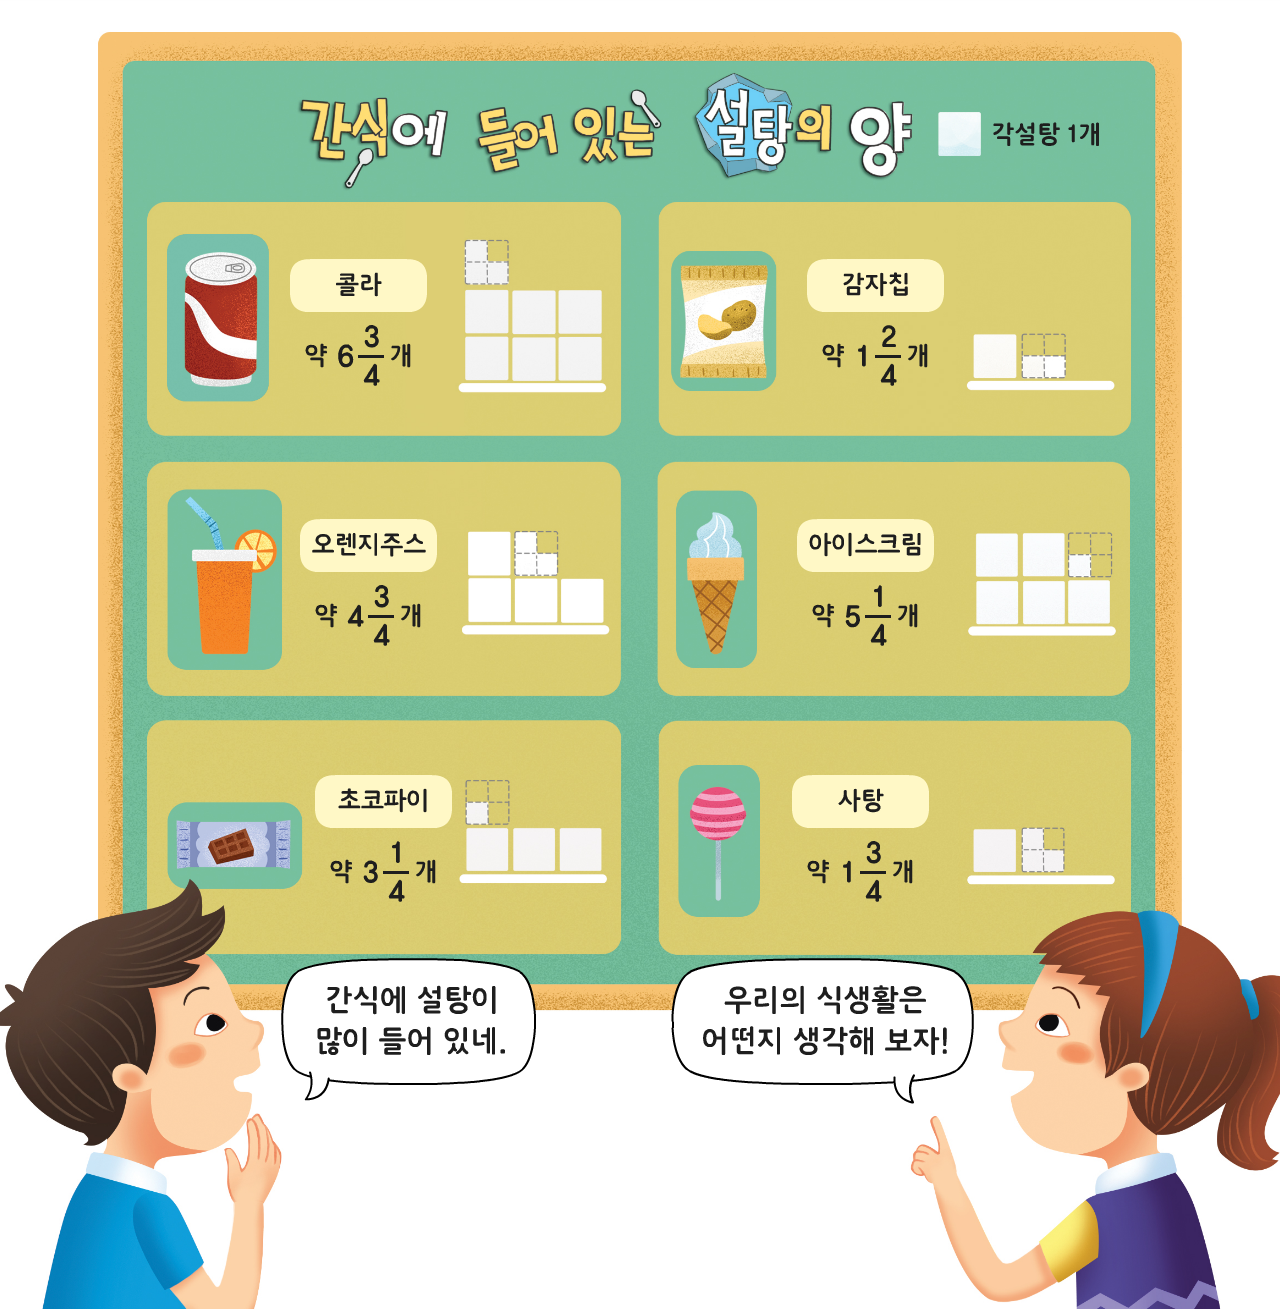 간식에 들어 있는 설탕의 양
각설탕 1개
콜라
약 6 3/4 개
감자칩
약 1 2/4 개
오렌지주스
약 4 3/4 개
아이스크림
약 5 1/4 개
초코파이
약 3 1/4 개
사탕
약 1 3/4 개
간식에 설탕이
많이 들어 있네.
우리의 식생활은
어떤지 생각해 보자!